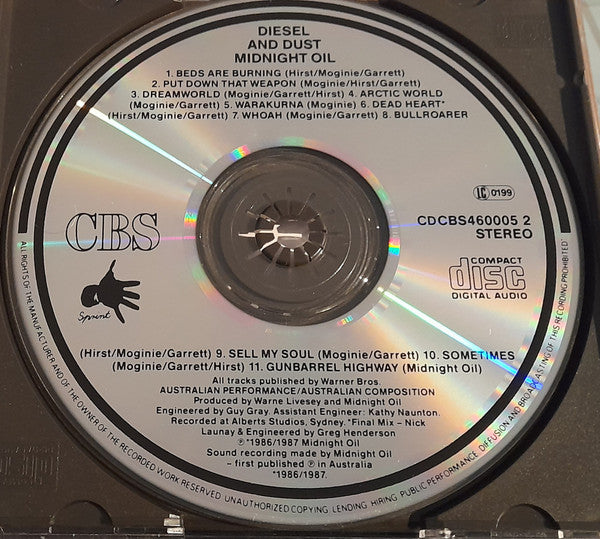 DIESEL
AND DUST
MIDNIGHT OIL
1. BEDS ARE BURNING (Hirst/Moginie/Garrett)
2. PUT DOWN THAT WEAPON (Moginie/Garrett)
3. DREAMWORLD (Moginie/Garrett/Hirst) 4. ARCTIC WORLD
(Moginie/Garrett) 5. WARAKURNA (Moginie) 6. DEAD HEART*
(Hirst/Moginie/Garrett) 7. WHOAH (Moginie/Garrett) 8. BULLROARER
LC 0199
CBS
CDCBS460005 2
STEREO
Sprint
COMPACT
disc
DIGITAL AUDIO
(Hirst/Moginie/Garrett) 9. SELL MY SOUL (Moginie/Garrett) 10. SOMETIMES
(Moginie/Garrett/Hirst) 11. GUNBARREL HIGHWAY (Midnight Oil)
All tracks published by Warner Bros.
AUSTRALIAN PERFORMANCE/AUSTRALIAN COMPOSITION
Produced by Warne Livesey and Midnight Oil
Engineered by Guy Gray. Assistant Engineer: Kathy Naunton.
Recorded at Alberts Studios, Sydney. *Final Mix – Nick
Launay & Engineered by Greg Henderson
℗ *1986/1987 Midnight Oil
Sound recording made by Midnight Oil
– first published ℗ in Australia
*1986/1987.
ALL RIGHTS OF THE MANUFACTURER AND OF THE OWNER OF THE RECORDED WORK RESERVED. UNAUTHORIZED COPYING, LENDING, HIRING, PUBLIC PERFORMANCE, DIFFUSION AND BROADCASTING OF THIS RECORDING PROHIBITED